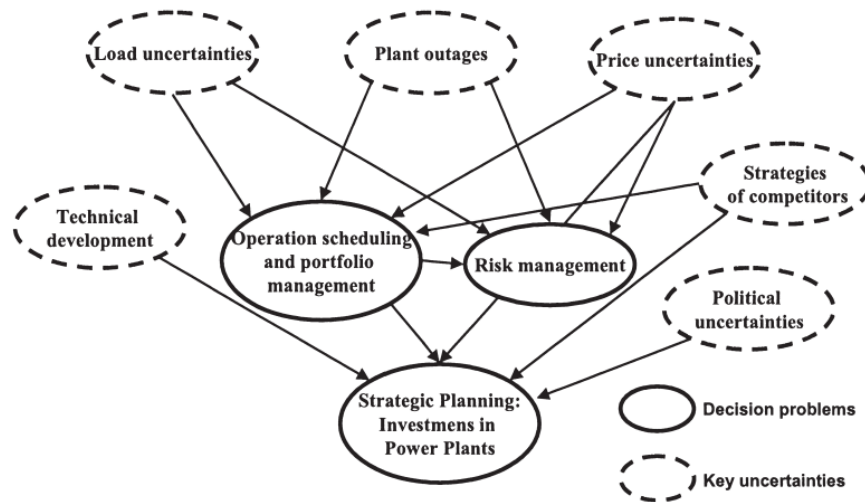 Load uncertainties
Plant outages
Price uncertainties
Strategies
of competitors
Technical
development
Operation scheduling
and portfolio
management
Risk management
Political
uncertainties
Strategic Planning:
Investmens in
Power Plants
Decision problems
Key uncertainties